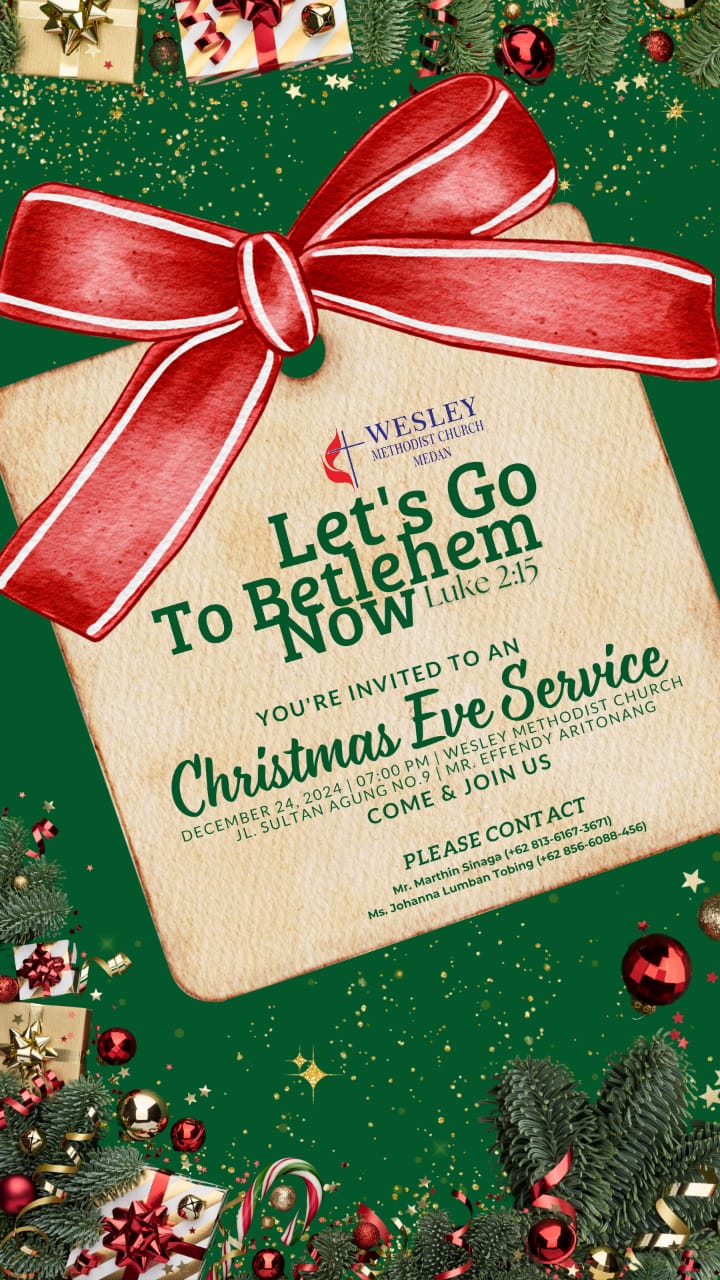 WESLEY
METHODIST CHURCH
MEDAN
Let's Go
To Betlehem
Now Luke 2:15
YOU'RE INVITED TO AN
Christmas Eve Service
DECEMBER 24, 2024 | 07:00 PM | WESLEY METHODIST CHURCH
JL. SULTAN AGUNG NO.9 | MR. EFFENDY ARITONANG
COME & JOIN US
PLEASE CONTACT
Mr. Marthin Sinaga (+62 813-6167-3671)
Ms. Johanna Lumban Tobing (+62 856-6088-456)